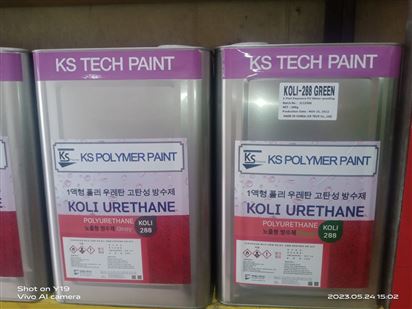 KS TECH PAINT
KS
KS POLYMER PAINT
1액형 폴리 우레탄 고탄성 방수제
KOLI URETHANE
POLYURETHANE
노출형 방수제 Gray
KOLI
288
KS TECH PAINT
KOLI-288 GREEN
KS
KS POLYMER PAINT
1액형 폴리 우레탄 고탄성 방수제
KOLI URETHANE
POLYURETHANE
노출형 방수제
KOLI
288
Shot on Y19
Vivo AI camera
2023.05.24 15:02